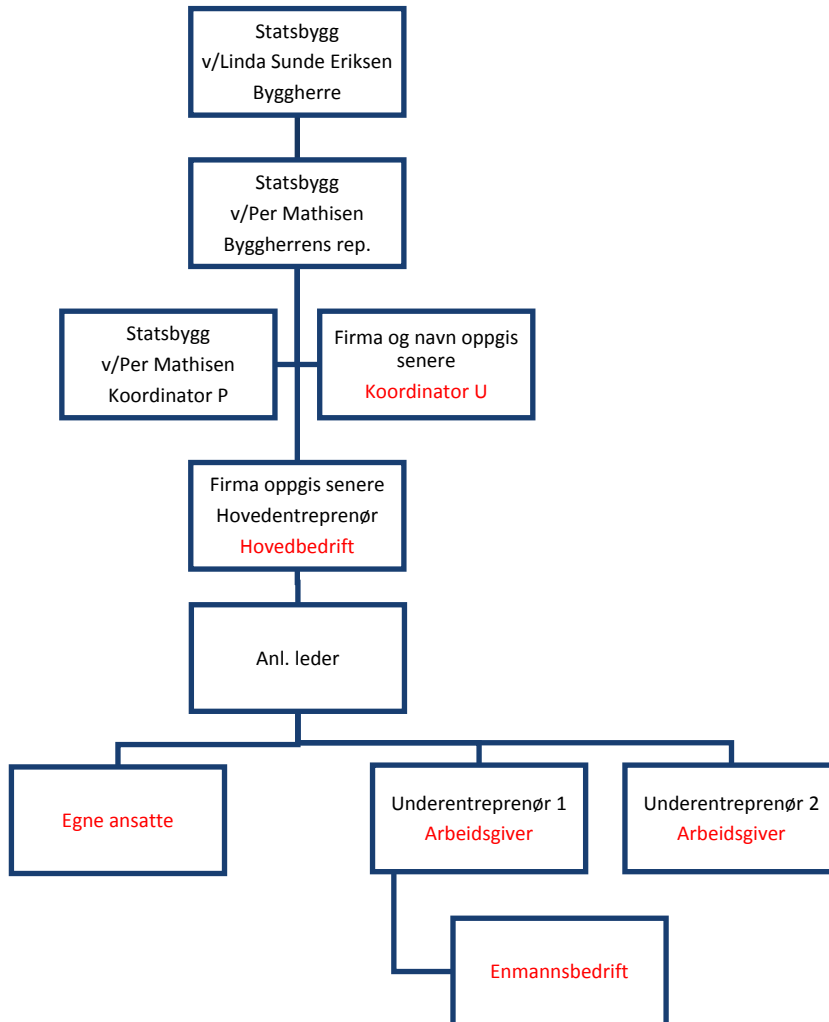 Statsbygg
v/Linda Sunde Eriksen
Byggherre
Statsbygg
v/Per Mathisen
Byggherrens rep.
Statsbygg
v/Per Mathisen
Koordinator P
Firma og navn oppgis
senere
Koordinator U
Firma oppgis senere
Hovedentreprenør
Hovedbedrift
Anl. leder
Egne ansatte
Underentreprenør 1
Arbeidsgiver
Underentreprenør 2
Arbeidsgiver
Enmannsbedrift